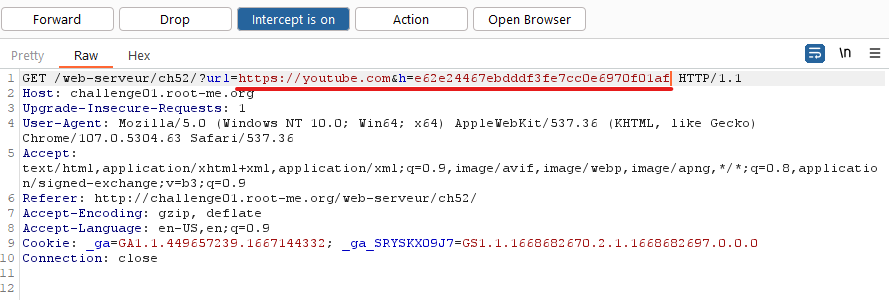 Forward Drop Intercept is on Action Open Browser
Pretty Raw Hex \n
1 GET /web-serveur/ch52/?url=https://youtube.com&h=e62e24467ebdddf3fe7cc0e6970f01af HTTP/1.1
2 Host: challenge01.root-me.org
3 Upgrade-Insecure-Requests: 1
4 User-Agent: Mozilla/5.0 (Windows NT 10.0; Win64; x64) AppleWebKit/537.36 (KHTML, like Gecko)
Chrome/107.0.5304.63 Safari/537.36
5 Accept:
text/html,application/xhtml+xml,application/xml;q=0.9,image/avif,image/webp,image/apng,*/*;q=0.8,applicatio
n/signed-exchange;v=b3;q=0.9
6 Referer: http://challenge01.root-me.org/web-serveur/ch52/
7 Accept-Encoding: gzip, deflate
8 Accept-Language: en-US,en;q=0.9
9 Cookie: _ga=GA1.1.449657239.1667144332; _ga_SRYSKX09J7=GS1.1.1668682670.2.1.1668682697.0.0.0
10 Connection: close
11
12